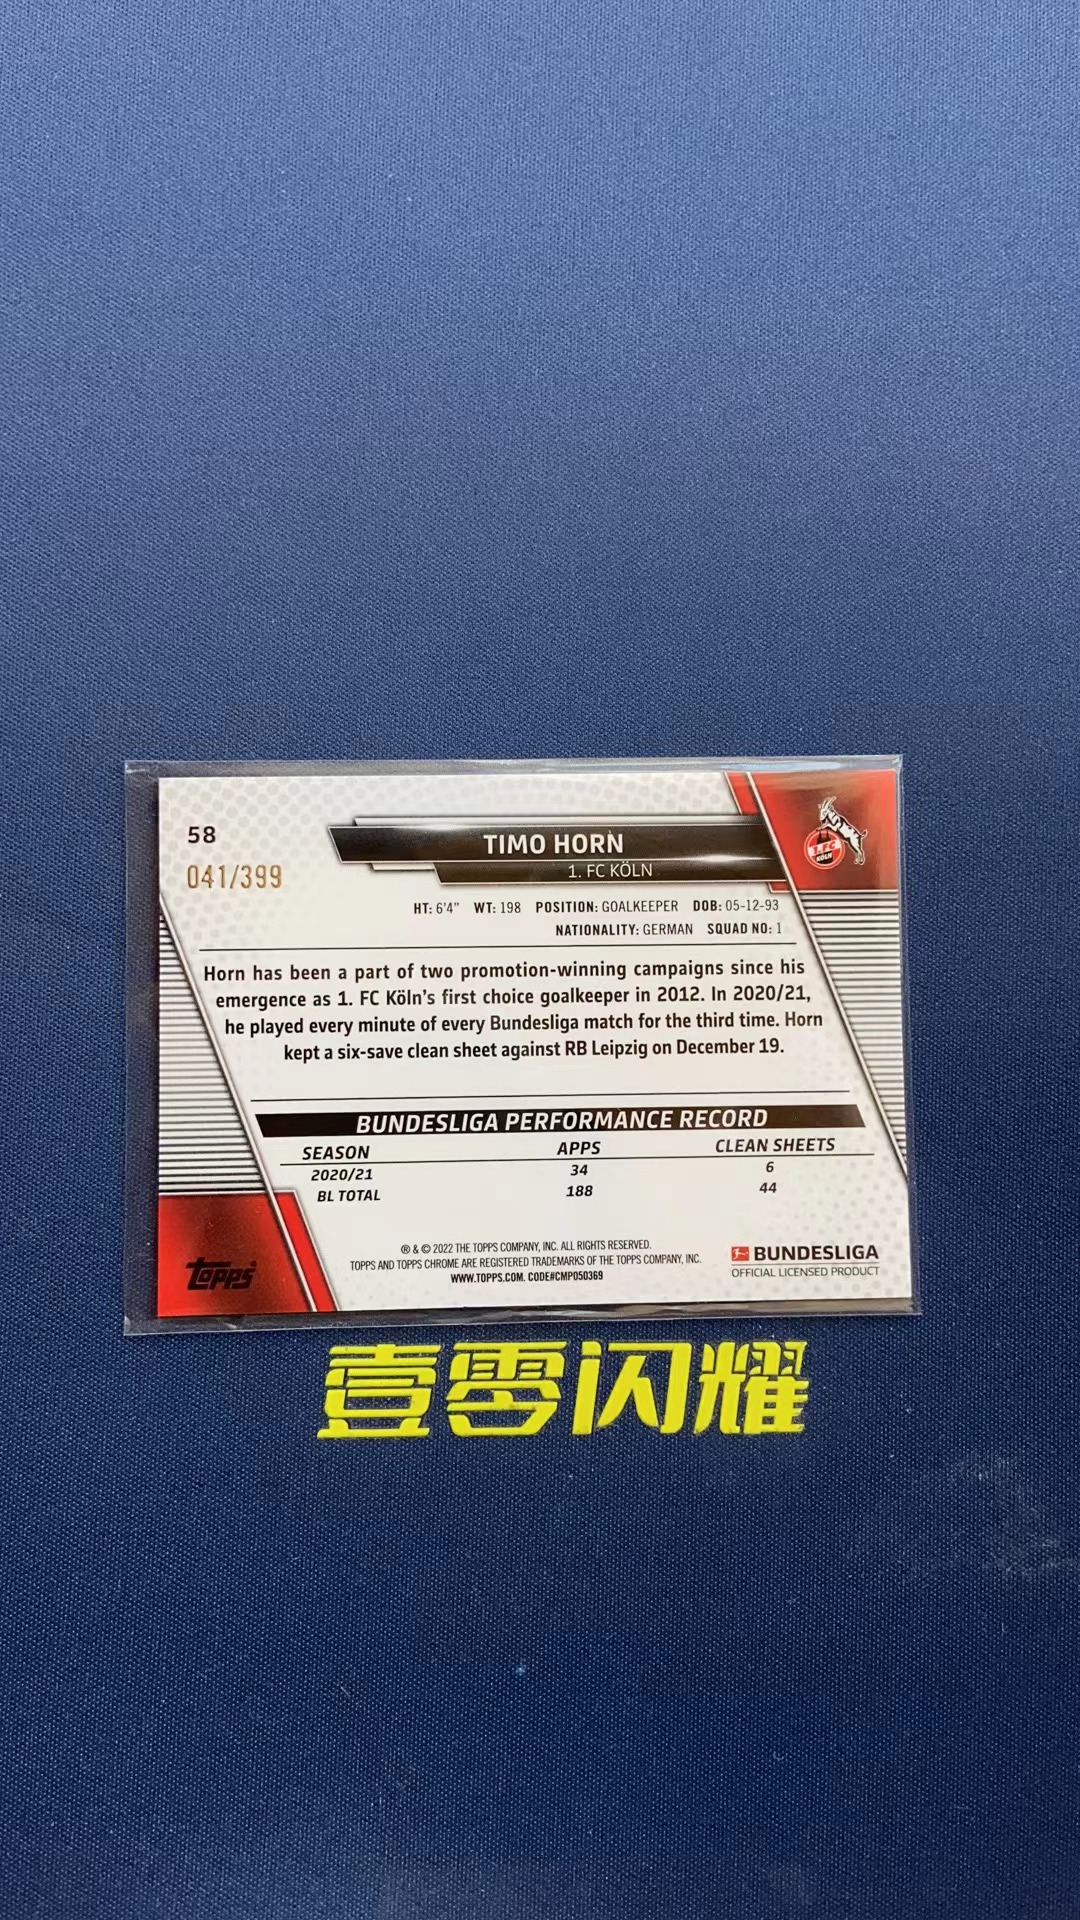 58
041/399
TIMO HORN
1. FC KÖLN
1.FC
KÖLN
HT: 6'4" WT: 198 POSITION: GOALKEEPER DOB: 05-12-93
NATIONALITY: GERMAN SQUAD NO: 1
Horn has been a part of two promotion-winning campaigns since his
emergence as 1. FC Köln's first choice goalkeeper in 2012. In 2020/21,
he played every minute of every Bundesliga match for the third time. Horn
kept a six-save clean sheet against RB Leipzig on December 19.
BUNDESLIGA PERFORMANCE RECORD
SEASON APPS CLEAN SHEETS
2020/21 34 6
BL TOTAL 188 44
® & © 2022 THE TOPPS COMPANY, INC. ALL RIGHTS RESERVED.
TOPPS AND TOPPS CHROME ARE REGISTERED TRADEMARKS OF THE TOPPS COMPANY, INC.
WWW.TOPPS.COM. CODE#CMP050369
topps
BUNDESLIGA
OFFICIAL LICENSED PRODUCT
壹零闪耀